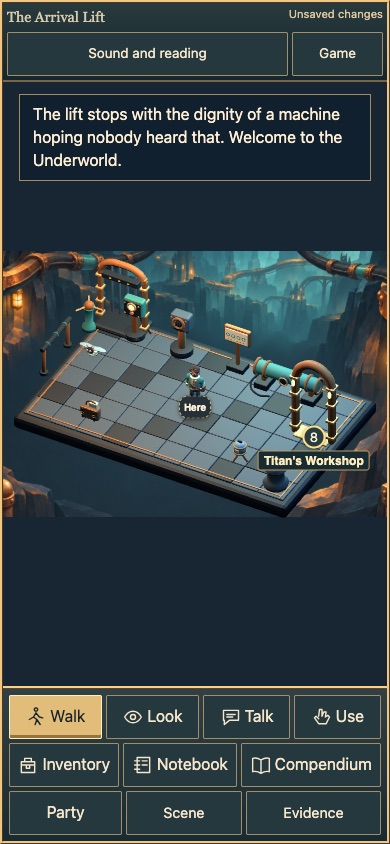 The Arrival Lift
Unsaved changes
Sound and reading
Game
The lift stops with the dignity of a machine
hoping nobody heard that. Welcome to the
Underworld.
Here
8
Titan's Workshop
Walk
Look
Talk
Use
Inventory
Notebook
Compendium
Party
Scene
Evidence